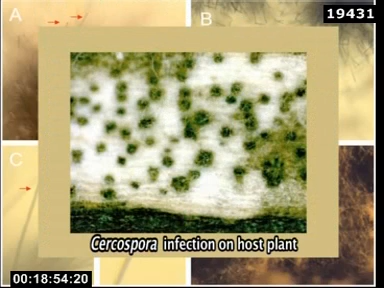 A
B
19431
C
Cercospora infection on host plant
00:18:54:20